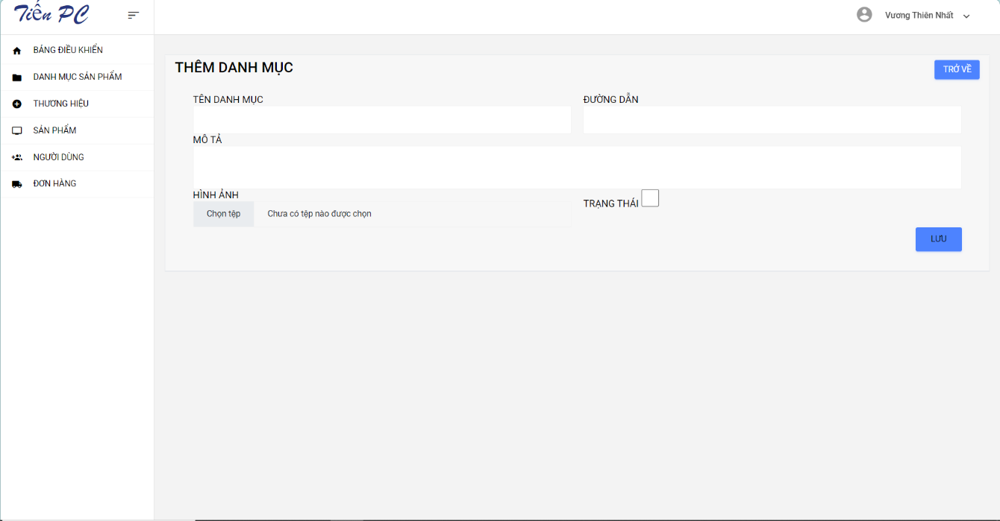 Tiến PC
Vương Thiên Nhất
BẢNG ĐIỀU KHIỂN
DANH MỤC SẢN PHẨM
THƯƠNG HIỆU
SẢN PHẨM
NGƯỜI DÙNG
ĐƠN HÀNG
THÊM DANH MỤC
TRỞ VỀ
TÊN DANH MỤC
ĐƯỜNG DẪN
MÔ TẢ
HÌNH ẢNH
TRẠNG THÁI
Chọn tệp
Chưa có tệp nào được chọn
LƯU